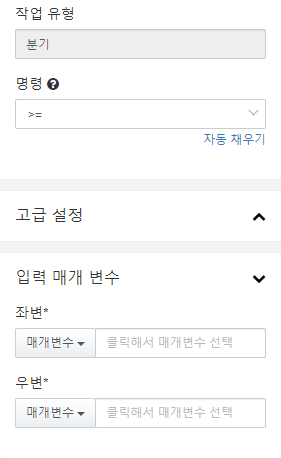 작업 유형
분기
명령 ?
>=
자동 채우기
고급 설정
입력 매개 변수
좌변*
매개변수 클릭해서 매개변수 선택
우변*
매개변수 클릭해서 매개변수 선택